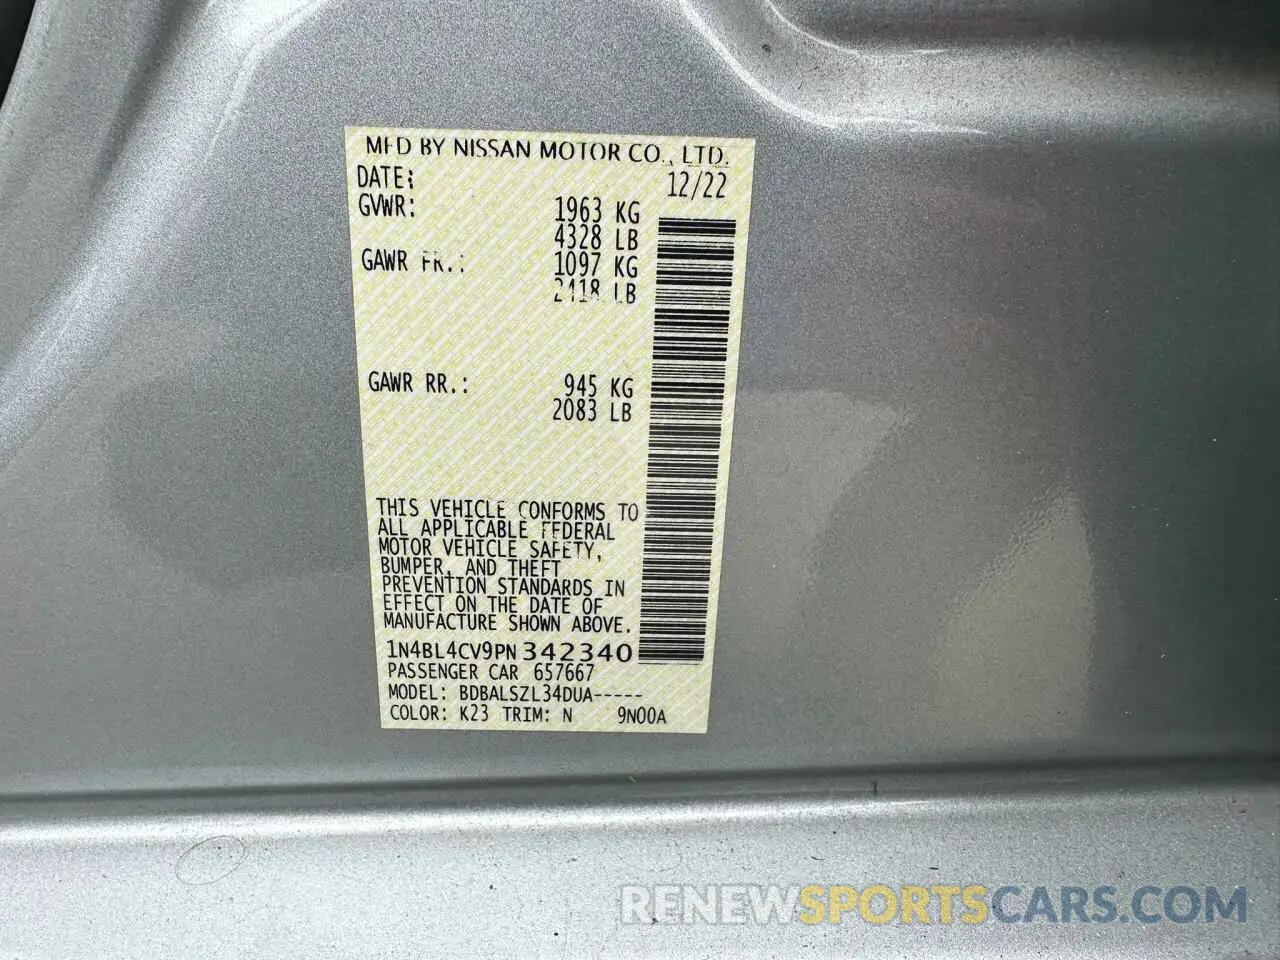 MFD BY NISSAN MOTOR CO., LTD.
DATE: 12/22
GVWR: 1963 KG
4328 LB
GAWR FR.: 1097 KG
2418 LB
GAWR RR.: 945 KG
2083 LB
THIS VEHICLE CONFORMS TO
ALL APPLICABLE FEDERAL
MOTOR VEHICLE SAFETY,
BUMPER, AND THEFT
PREVENTION STANDARDS IN
EFFECT ON THE DATE OF
MANUFACTURE SHOWN ABOVE.
1N4BL4CV9PN342340
PASSENGER CAR 657667
MODEL: BDBALSZL34DUA-----
COLOR: K23 TRIM: N 9N00A
RENEWSPORTSCARS.COM